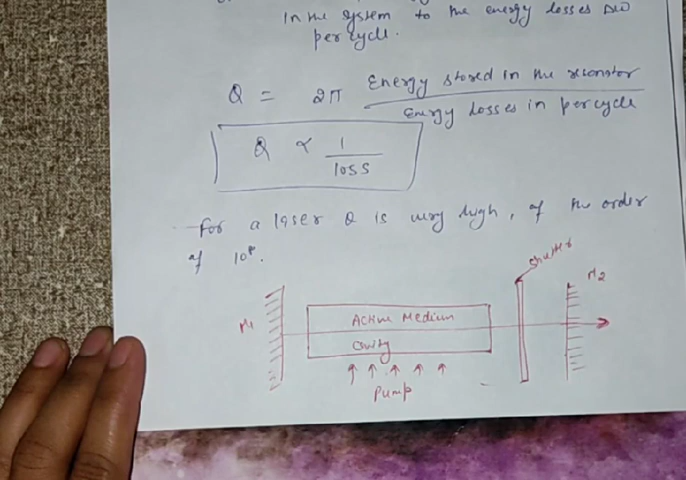 In the system to the energy losses
per cycle.
Q = 2π Energy stored in the resonator
Energy losses in per cycle
Q ∝ 1
loss
For a laser Q is very high, of the order
of 10⁸.
Shutter
M1
M2
Active Medium
Cavity
Pump